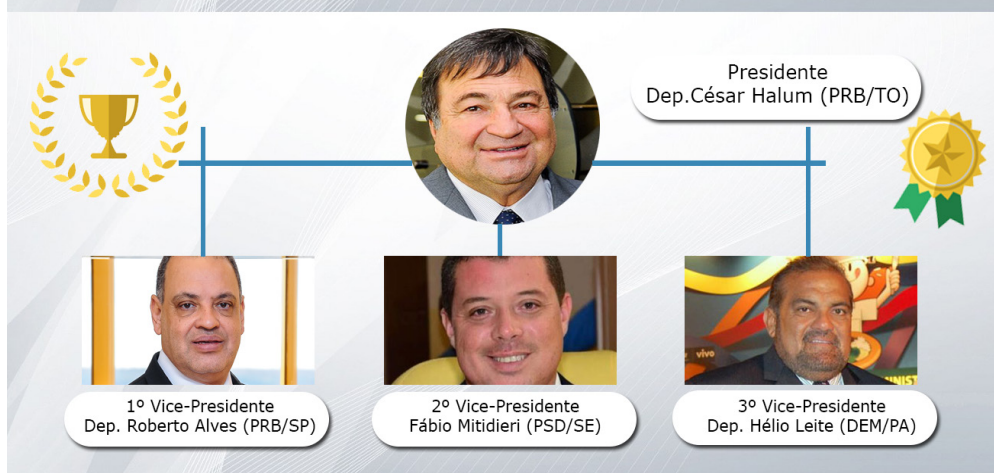 Presidente
Dep.César Halum (PRB/TO)
vivo
1º Vice-Presidente
Dep. Roberto Alves (PRB/SP)
2º Vice-Presidente
Fábio Mitidieri (PSD/SE)
3º Vice-Presidente
Dep. Hélio Leite (DEM/PA)